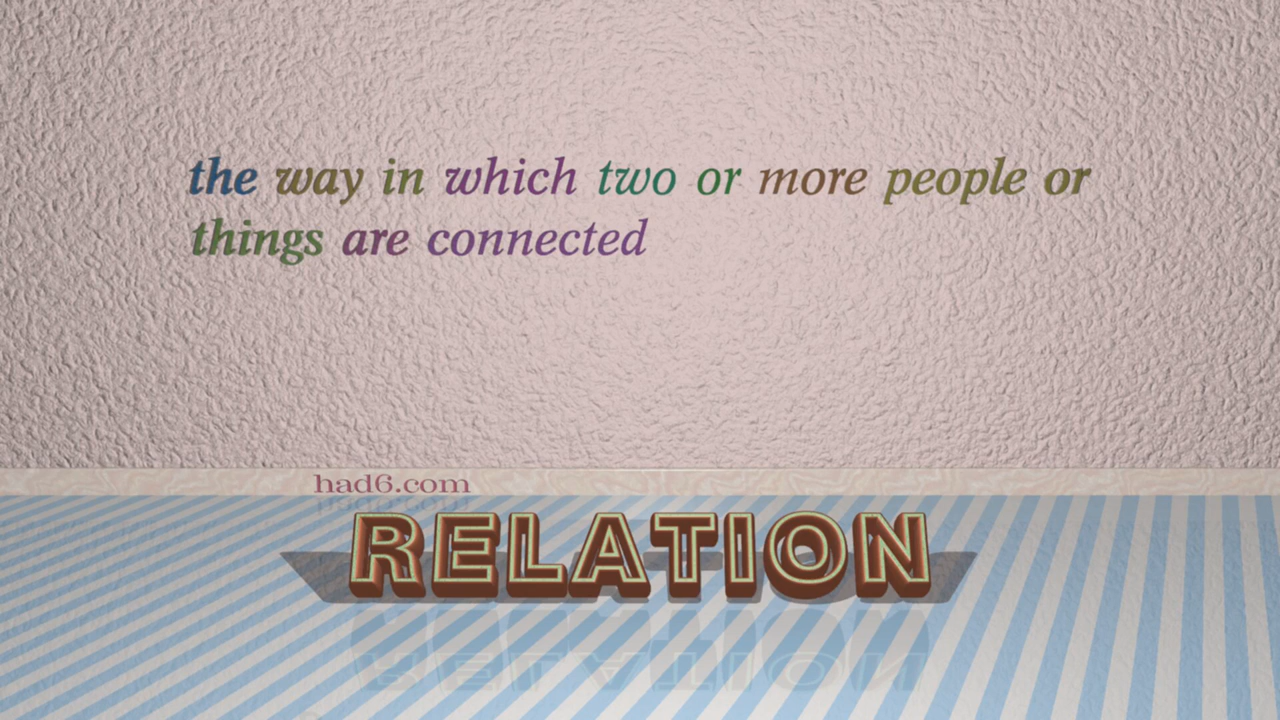 the way in which two or more people or
things are connected
had6.com
RELATION